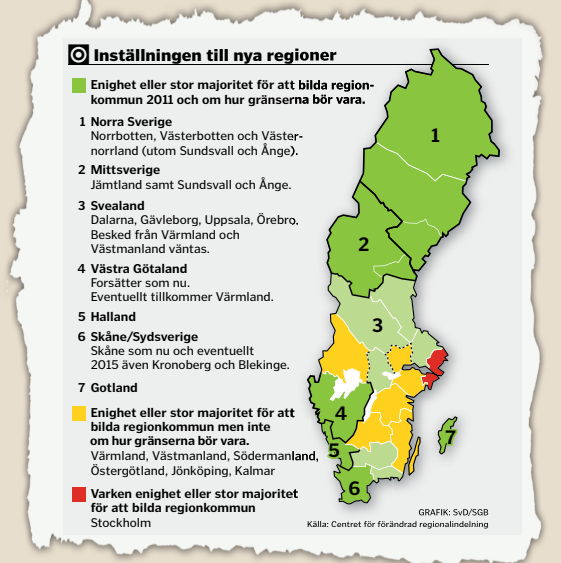 Inställningen till nya regioner
Enighet eller stor majoritet för att bilda region-
kommun 2011 och om hur gränserna bör vara.
1 Norra Sverige
Norrbotten, Västerbotten och Väster-
norrland (utom Sundsvall och Ånge).
2 Mittsverige
Jämtland samt Sundsvall och Ånge.
3 Svealand
Dalarna, Gävleborg, Uppsala, Örebro.
Besked från Värmland och
Västmanland väntas.
4 Västra Götaland
Forsätter som nu.
Eventuellt tillkommer Värmland.
5 Halland
6 Skåne/Sydsverige
Skåne som nu och eventuellt
2015 även Kronoberg och Blekinge.
7 Gotland
Enighet eller stor majoritet för att
bilda regionkommun men inte
om hur gränserna bör vara.
Värmland, Västmanland, Södermanland,
Östergötland, Jönköping, Kalmar
Varken enighet eller stor majoritet
för att bilda regionkommun
Stockholm
1
2
3
4
5
6
7
GRAFIK: SvD/SGB
Källa: Centret för förändrad regionalindelning